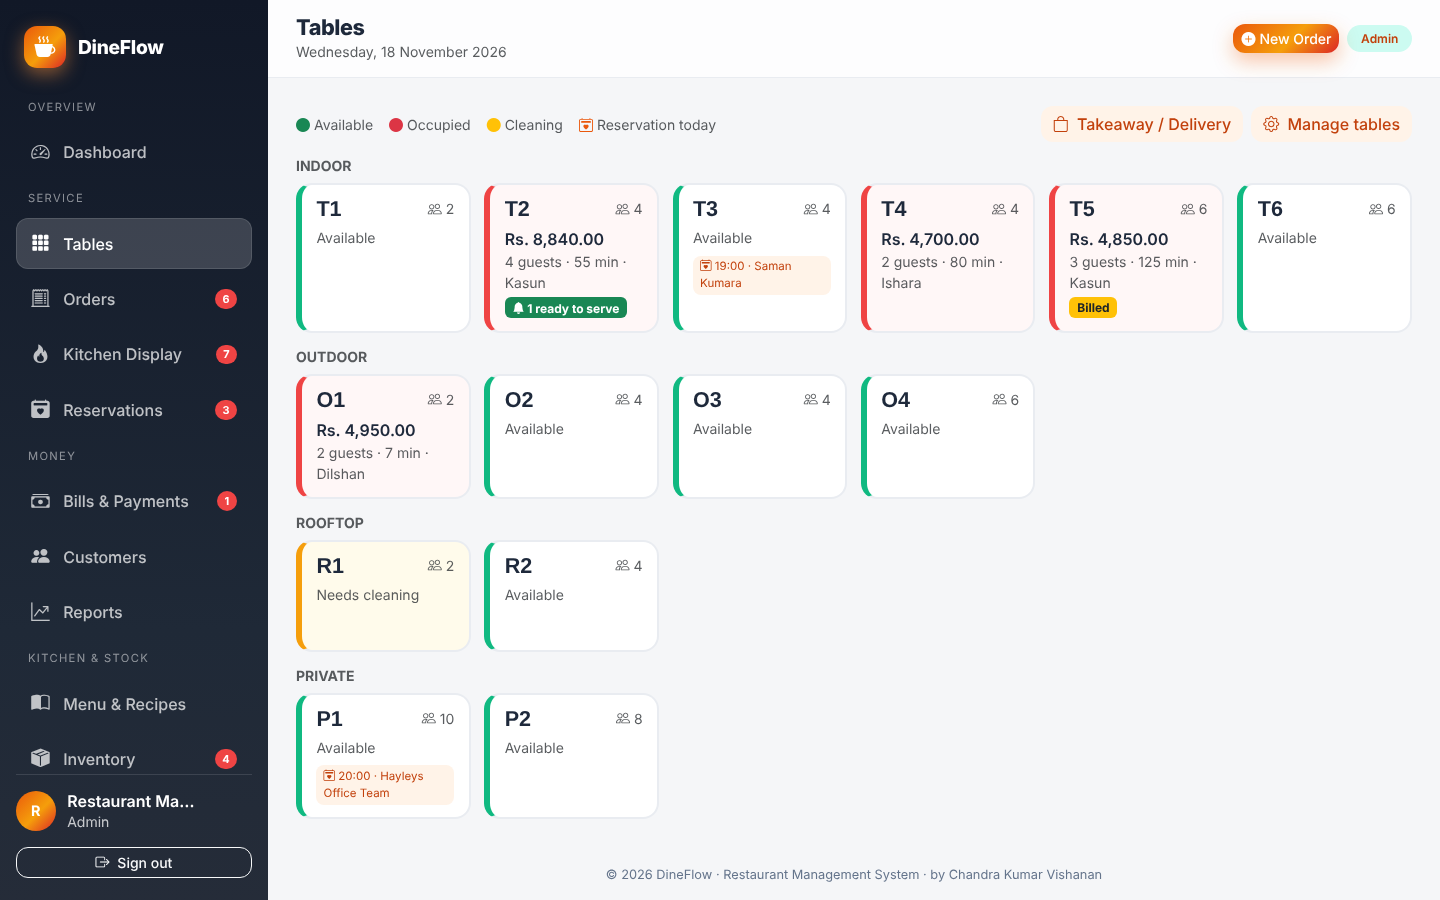 DineFlow
OVERVIEW
Dashboard
SERVICE
Tables
Orders 6
Kitchen Display 7
Reservations 3
MONEY
Bills & Payments 1
Customers
Reports
KITCHEN & STOCK
Menu & Recipes
Inventory 4
R
Restaurant Ma...
Admin
Sign out
Tables
Wednesday, 18 November 2026
New Order
Admin
Available Occupied Cleaning Reservation today
Takeaway / Delivery
Manage tables
INDOOR
T1 2
Available
T2 4
Rs. 8,840.00
4 guests · 55 min ·
Kasun
1 ready to serve
T3 4
Available
19:00 · Saman
Kumara
T4 4
Rs. 4,700.00
2 guests · 80 min ·
Ishara
T5 6
Rs. 4,850.00
3 guests · 125 min ·
Kasun
Billed
T6 6
Available
OUTDOOR
O1 2
Rs. 4,950.00
2 guests · 7 min ·
Dilshan
O2 4
Available
O3 4
Available
O4 6
Available
ROOFTOP
R1 2
Needs cleaning
R2 4
Available
PRIVATE
P1 10
Available
20:00 · Hayleys
Office Team
P2 8
Available
© 2026 DineFlow · Restaurant Management System · by Chandra Kumar Vishanan